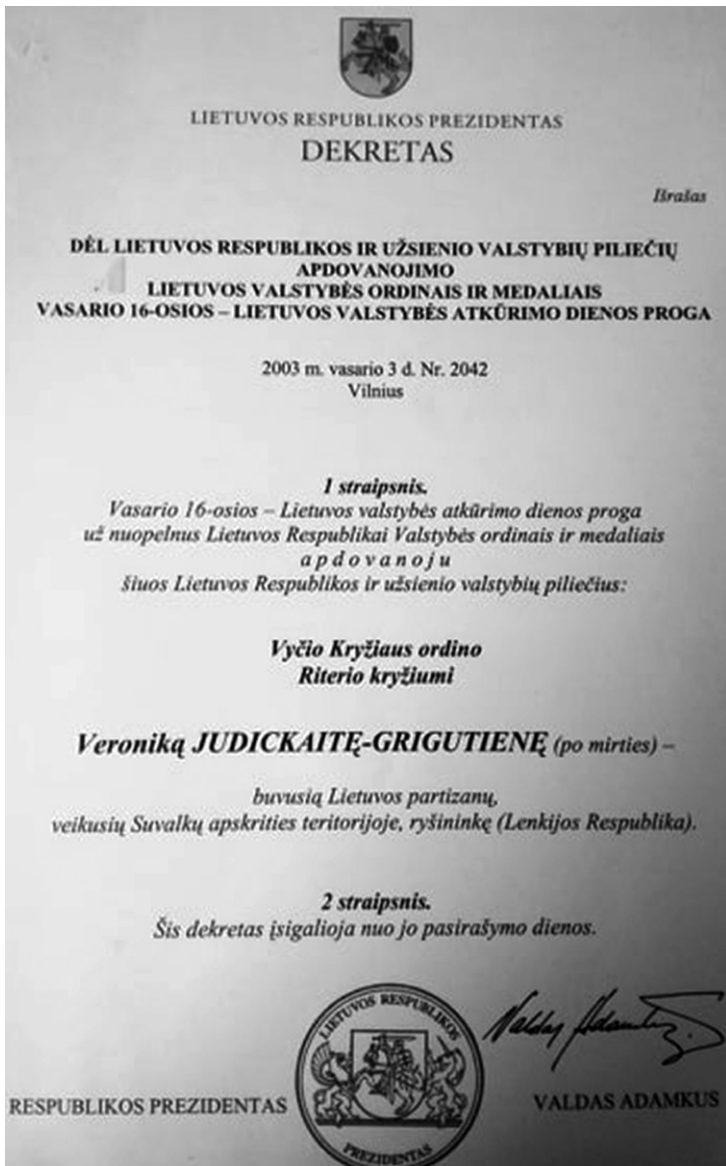 LIETUVOS RESPUBLIKOS PREZIDENTAS
DEKRETAS
Išrašas
DĖL LIETUVOS RESPUBLIKOS IR UŽSIENIO VALSTYBIŲ PILIEČIŲ
APDOVANOJIMO
LIETUVOS VALSTYBĖS ORDINAIS IR MEDALIAIS
VASARIO 16-OSIOS – LIETUVOS VALSTYBĖS ATKŪRIMO DIENOS PROGA
2003 m. vasario 3 d. Nr. 2042
Vilnius
1 straipsnis.
Vasario 16-osios – Lietuvos valstybės atkūrimo dienos proga
už nuopelnus Lietuvos Respublikai Valstybės ordinais ir medaliais
a p d o v a n o j u
šiuos Lietuvos Respublikos ir užsienio valstybių piliečius:
Vyčio Kryžiaus ordino
Riterio kryžiumi
Veroniką JUDICKAITĘ-GRIGUTIENĘ (po mirties) –
buvusią Lietuvos partizanų,
veikusių Suvalkų apskrities teritorijoje, ryšininkę (Lenkijos Respublika).
2 straipsnis.
Šis dekretas įsigalioja nuo jo pasirašymo dienos.
LIETUVOS RESPUBLIKOS
PREZIDENTAS
Valdas Adamkus
RESPUBLIKOS PREZIDENTAS
VALDAS ADAMKUS